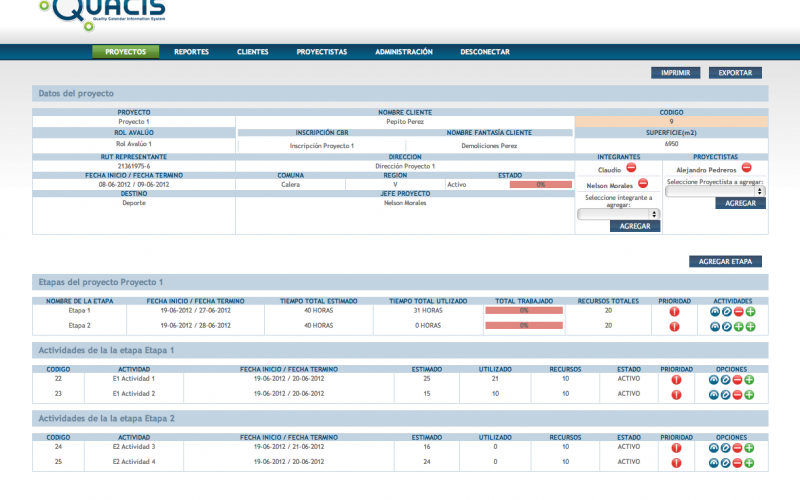 QUACIS
Quality Calendar Information System
PROYECTOS REPORTES CLIENTES PROYECTISTAS ADMINISTRACIÓN DESCONECTAR
IMPRIMIR EXPORTAR
Datos del proyecto
PROYECTO NOMBRE CLIENTE CODIGO
Proyecto 1 Pepito Perez 9
ROL AVALÚO INSCRIPCIÓN CBR NOMBRE FANTASÍA CLIENTE SUPERFICIE(m2)
Rol Avalúo 1 Inscripción Proyecto 1 Demoliciones Perez 6950
RUT REPRESENTANTE DIRECCION INTEGRANTES PROYECTISTAS
21361975-6 Dirección Proyecto 1 Claudio Alejandro Pedreros
FECHA INICIO / FECHA TERMINO COMUNA REGION ESTADO
08-06-2012 / 09-06-2012 Calera V Activo 0% Nelson Morales Seleccione Proyectista a agregar:
DESTINO JEFE PROYECTO
Deporte Nelson Morales Seleccione integrante a agregar: AGREGAR
AGREGAR
AGREGAR ETAPA
Etapas del proyecto Proyecto 1
NOMBRE DE LA ETAPA FECHA INICIO / FECHA TERMINO TIEMPO TOTAL ESTIMADO TIEMPO TOTAL UTLIZADO TOTAL TRABAJADO RECURSOS TOTALES PRIORIDAD ACTIVIDADES
Etapa 1 19-06-2012 / 27-06-2012 40 HORAS 31 HORAS 0% 20
Etapa 2 19-06-2012 / 28-06-2012 40 HORAS 0 HORAS 0% 20
Actividades de la la etapa Etapa 1
CODIGO ACTIVIDAD FECHA INICIO / FECHA TERMINO ESTIMADO UTILIZADO RECURSOS ESTADO PRIORIDAD OPCIONES
22 E1 Actividad 1 19-06-2012 / 20-06-2012 25 21 10 ACTIVO
23 E1 Actividad 2 19-06-2012 / 20-06-2012 15 10 10 ACTIVO
Actividades de la la etapa Etapa 2
CODIGO ACTIVIDAD FECHA INICIO / FECHA TERMINO ESTIMADO UTILIZADO RECURSOS ESTADO PRIORIDAD OPCIONES
24 E2 Actividad 3 19-06-2012 / 21-06-2012 16 0 10 ACTIVO
25 E2 Actividad 4 19-06-2012 / 20-06-2012 24 0 10 ACTIVO